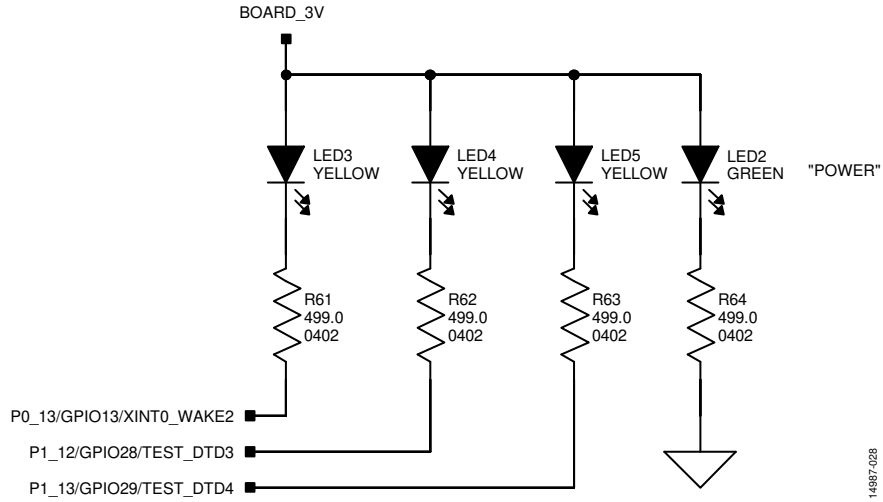 BOARD_3V
LED3
YELLOW
LED4
YELLOW
LED5
YELLOW
LED2
GREEN
"POWER"
R61
499.0
0402
R62
499.0
0402
R63
499.0
0402
R64
499.0
0402
P0_13/GPIO13/XINT0_WAKE2
P1_12/GPIO28/TEST_DTD3
P1_13/GPIO29/TEST_DTD4
14987-028